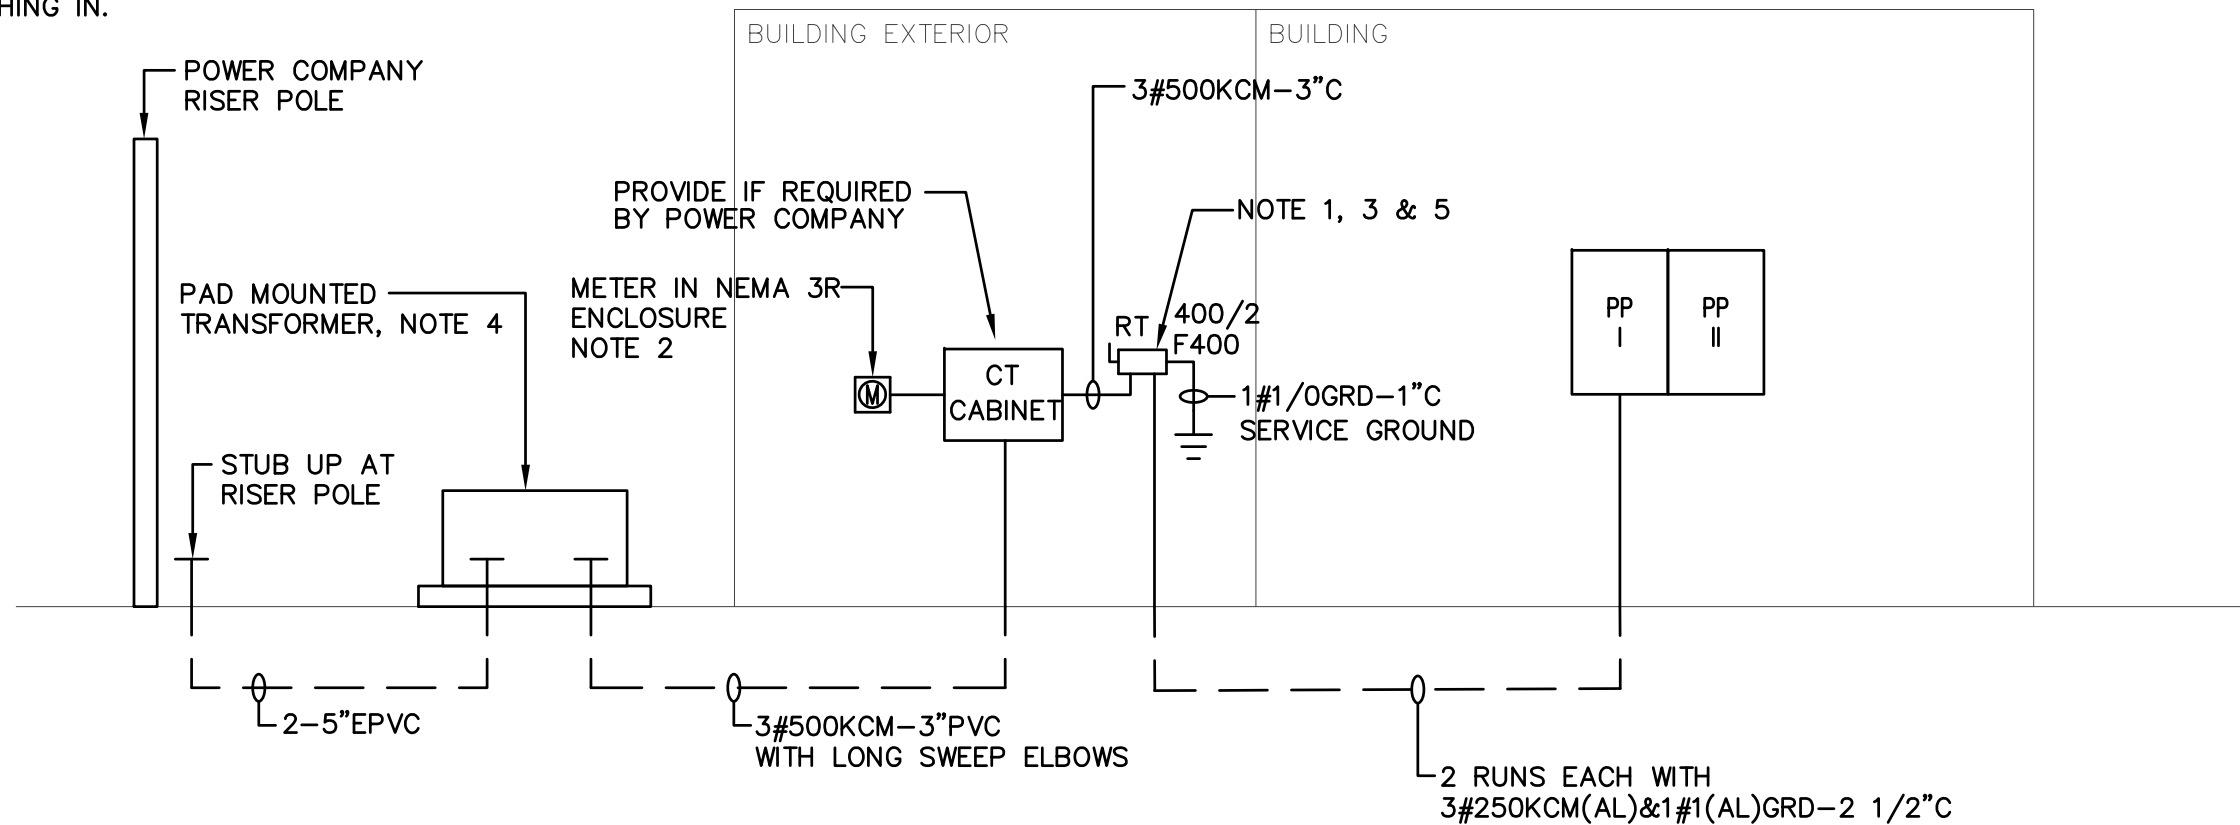 HING IN.
BUILDING EXTERIOR
BUILDING
POWER COMPANY
RISER POLE
3#500KCM-3"C
PROVIDE IF REQUIRED
BY POWER COMPANY
NOTE 1, 3 & 5
PAD MOUNTED
TRANSFORMER, NOTE 4
METER IN NEMA 3R
ENCLOSURE
NOTE 2
RT
400/2
F400
PP
I
PP
II
CT
CABINET
M
1#1/0GRD-1"C
SERVICE GROUND
STUB UP AT
RISER POLE
2-5"EPVC
3#500KCM-3"PVC
WITH LONG SWEEP ELBOWS
2 RUNS EACH WITH
3#250KCM(AL)&1#1(AL)GRD-2 1/2"C